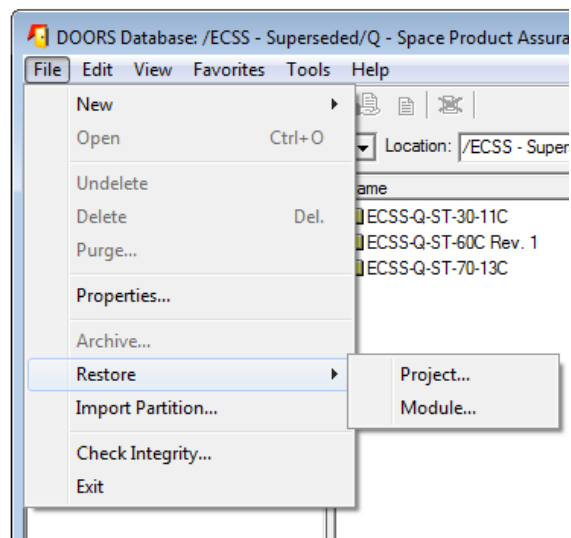 DOORS Database: /ECSS - Superseded/Q - Space Product Assura
File Edit View Favorites Tools Help
New
Location: /ECSS - Super
Open Ctrl+O
Undelete
ame
Delete Del.
ECSS-Q-ST-30-11C
Purge...
ECSS-Q-ST-60C Rev. 1
ECSS-Q-ST-70-13C
Properties...
Archive...
Restore
Project...
Import Partition...
Module...
Check Integrity...
Exit